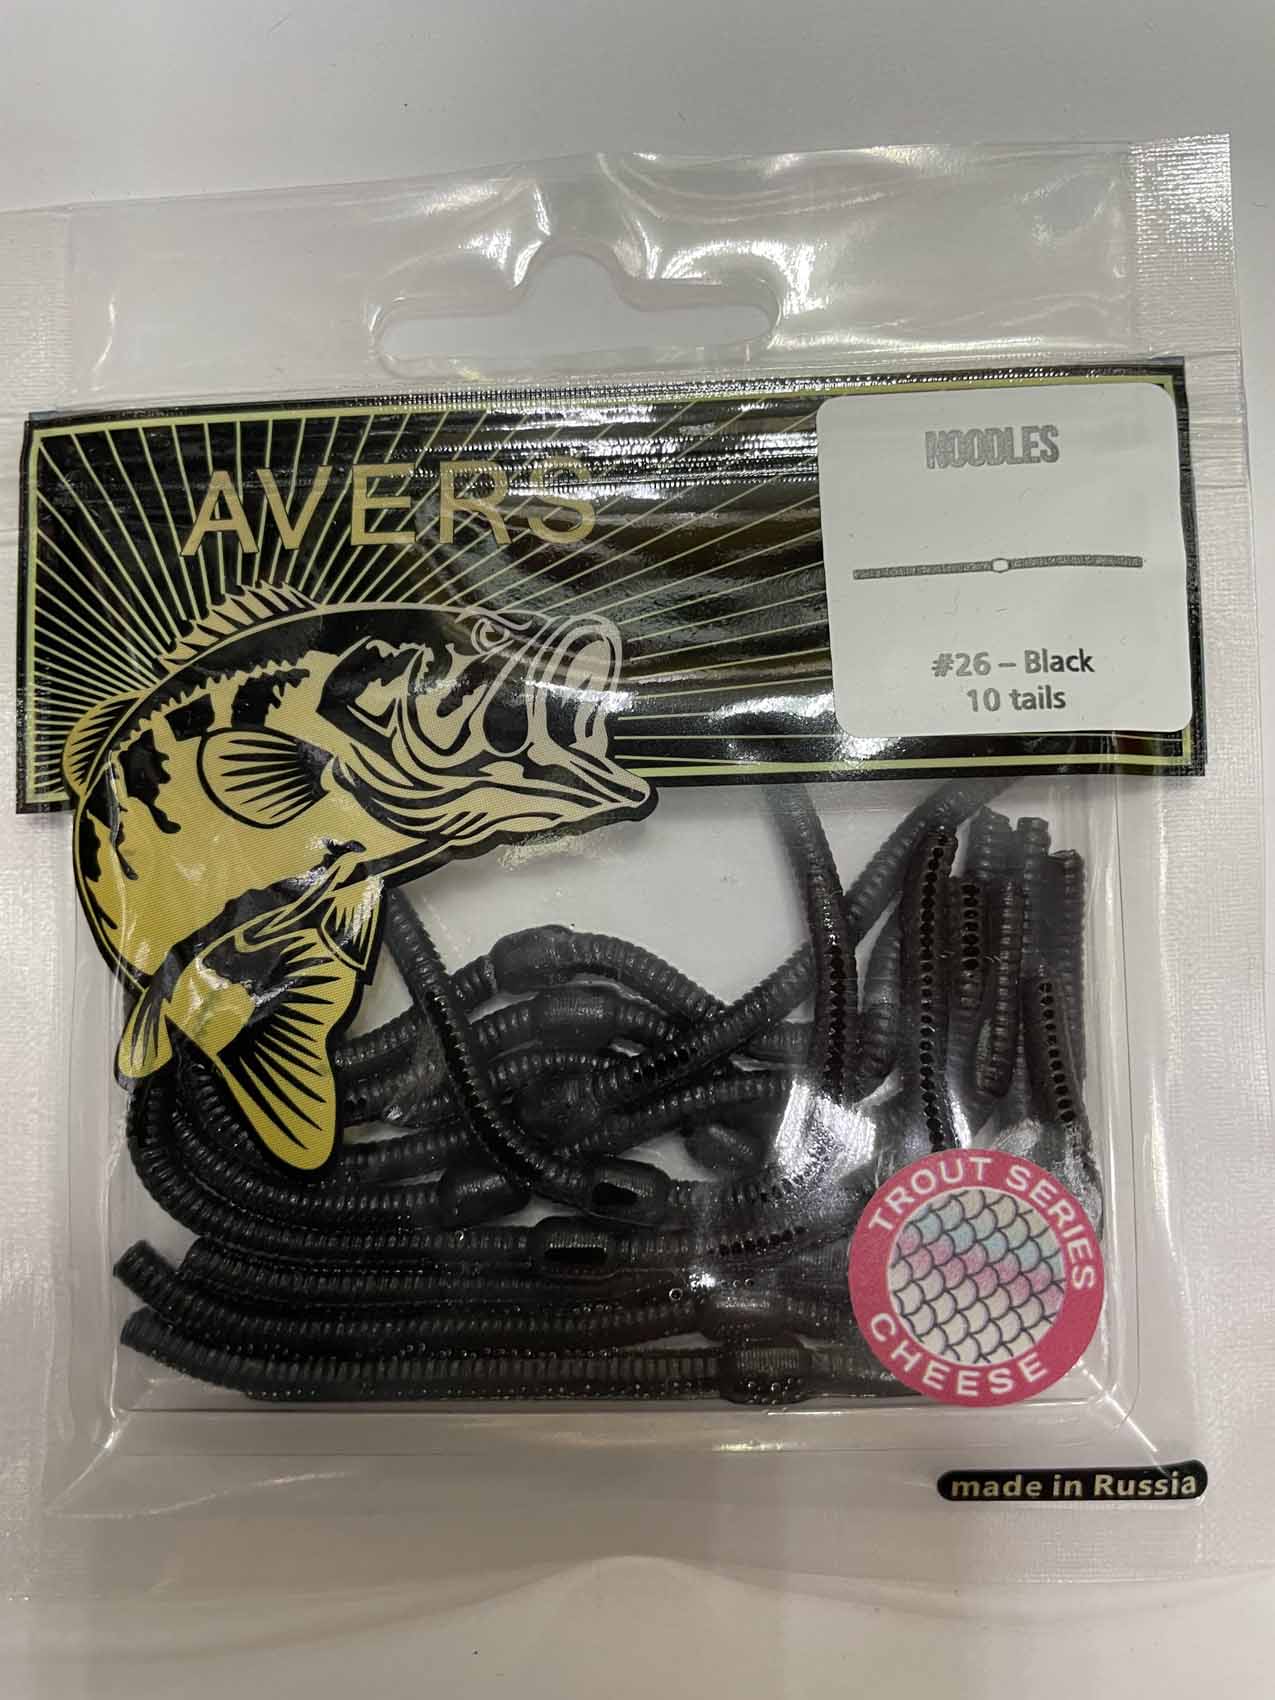 AVERS
NOODLES
#26 – Black
10 tails
TROUT SERIES
CHEESE
made in Russia